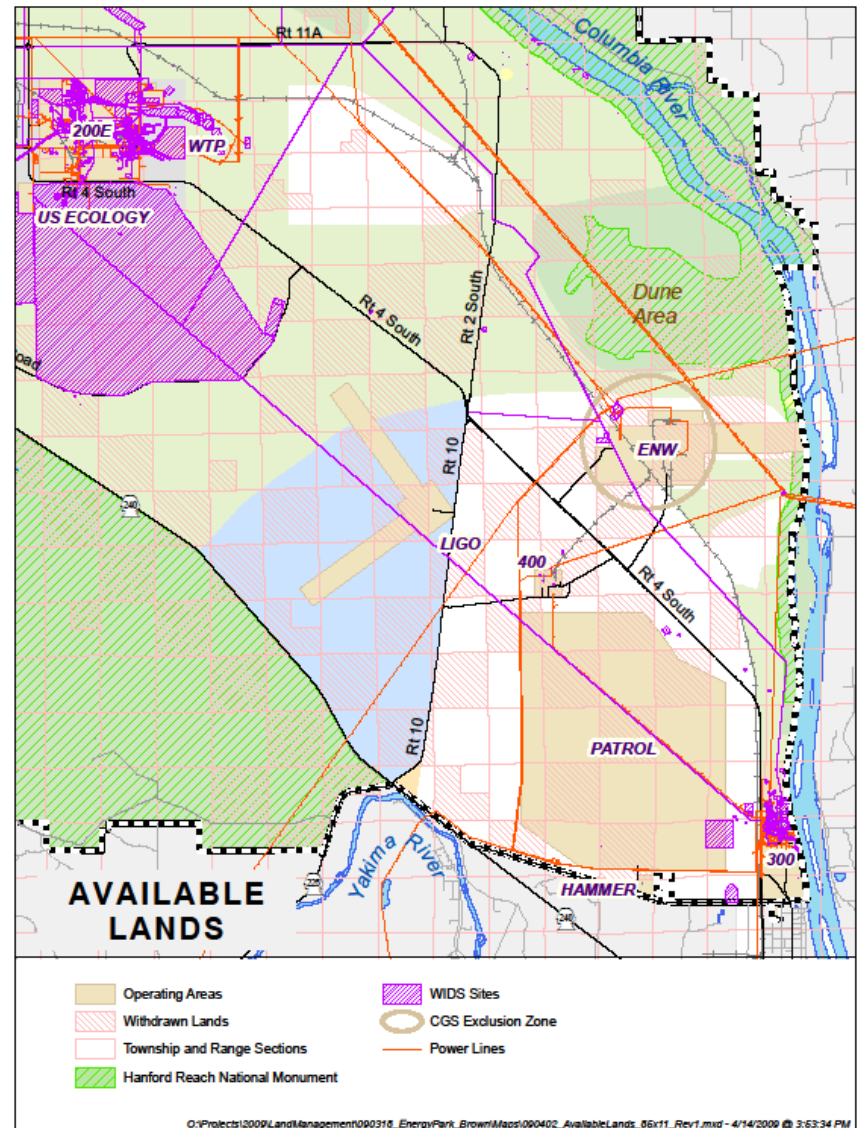 Rt 11A
Columbia River
200E
WTP
Rt 4 South
US ECOLOGY
Dune
Area
Rt 4 South
Rt 2 South
oad
ENW
Rt 10
240
LIGO
400
Rt 4 South
Rt 10
PATROL
300
Yakima River
HAMMER
240
AVAILABLE
LANDS
Operating Areas
WIDS Sites
Withdrawn Lands
CGS Exclusion Zone
Township and Range Sections
Power Lines
Hanford Reach National Monument
O:\Projects\2009\LandManagement\090316_EnergyPark_Brown\Maps\090402_AvailableLands_85x11_Rev1.mxd - 4/14/2009 @ 3:53:34 PM